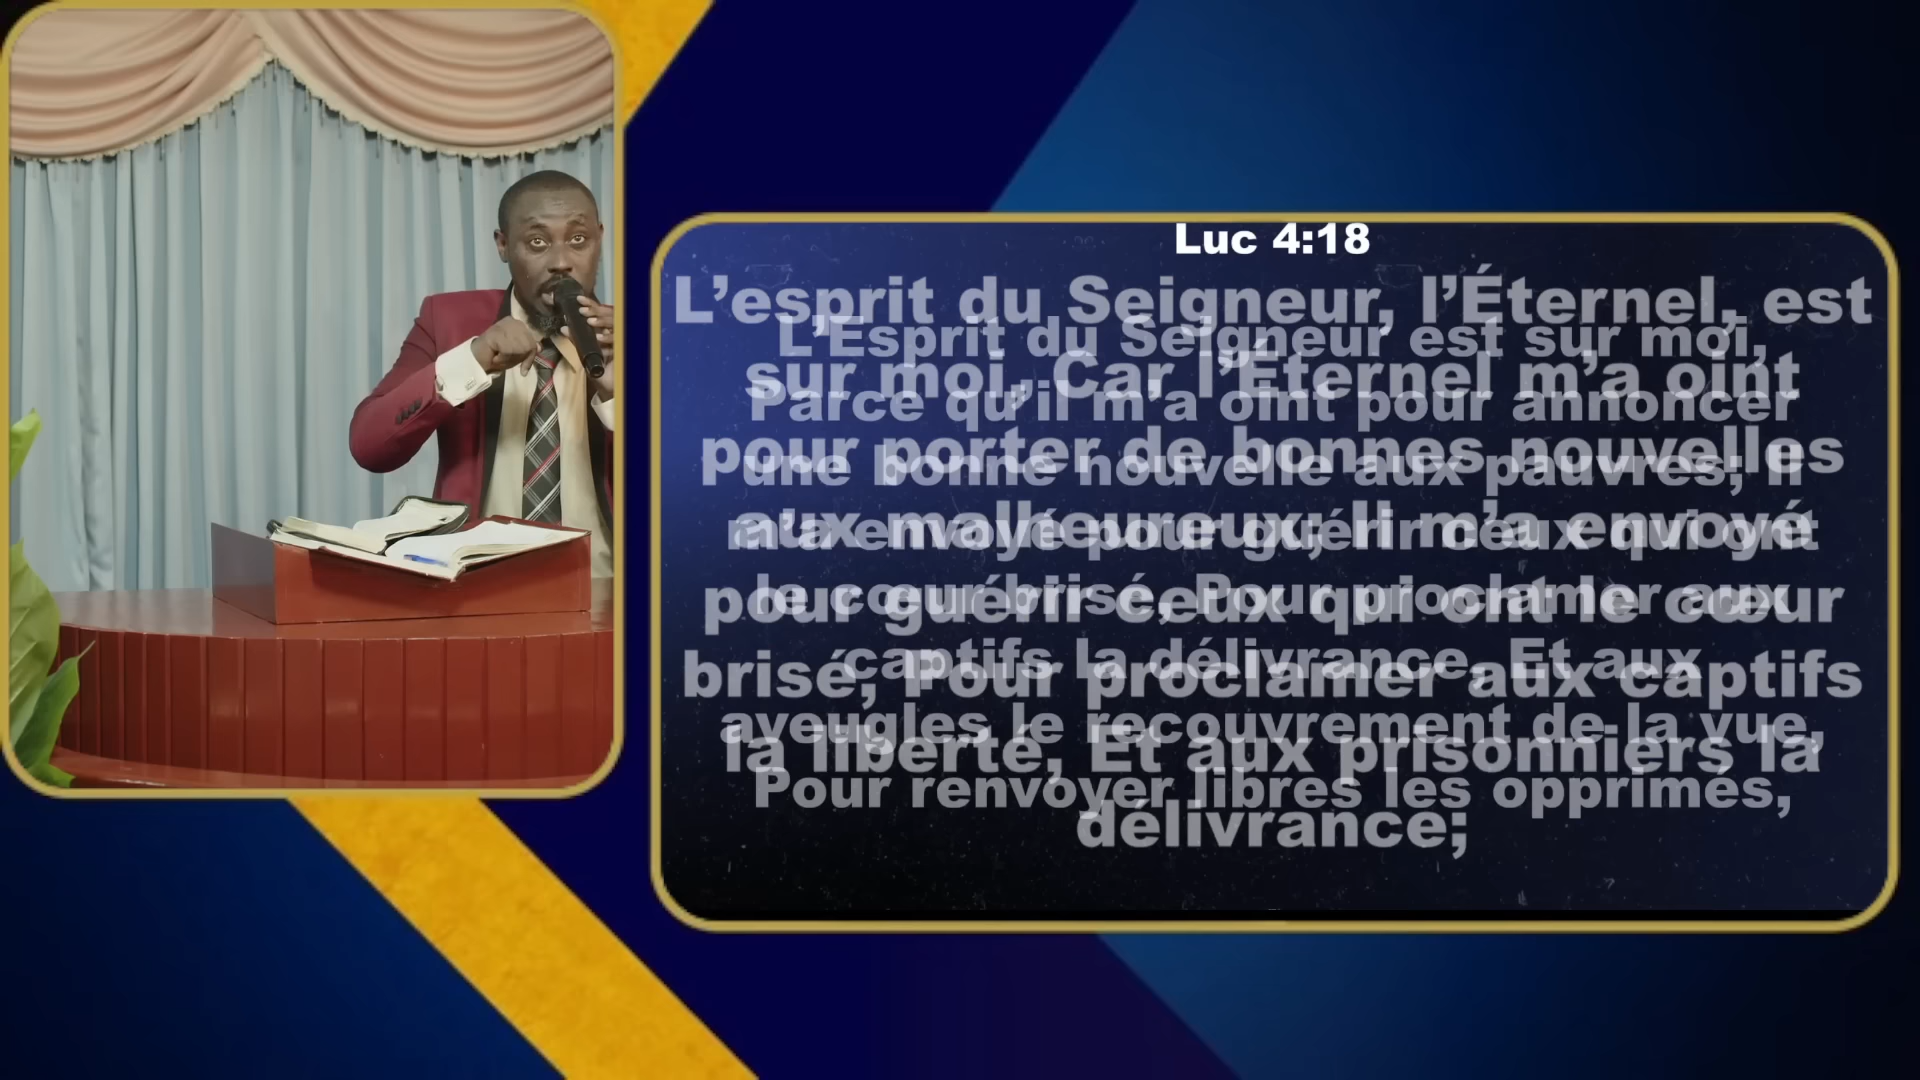 Luc 4:18
L’esprit du Seigneur, l’Éternel, est
sur moi, Car l’Éternel m’a oint
pour porter de bonnes nouvelles
aux malheureux; Il m’a envoyé
pour guérir ceux qui ont le cœur
brisé, Pour proclamer aux captifs
la liberté, Et aux prisonniers la
délivrance;
L’Esprit du Seigneur est sur moi,
Parce qu’il m’a oint pour annoncer
une bonne nouvelle aux pauvres; Il
m’a envoyé pour guérir ceux qui ont
le cœur brisé, Pour proclamer aux
captifs la délivrance, Et aux
aveugles le recouvrement de la vue,
Pour renvoyer libres les opprimés,